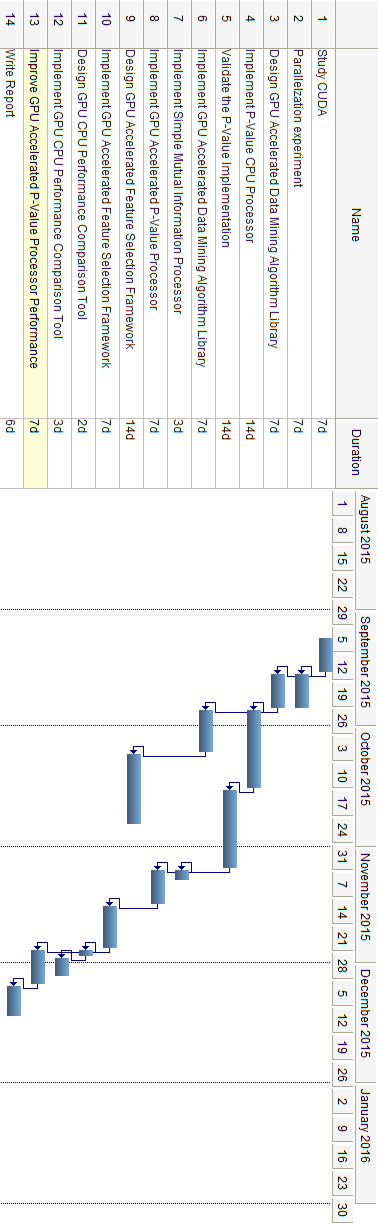 Name Duration August 2015 September 2015 October 2015 November 2015 December 2015 January 2016
1 8 15 22 29 5 12 19 26 3 10 17 24 31 7 14 21 28 5 12 19 26 2 9 16 23 30
1 Study CUDA 7d
2 Parallelzation experiment 7d
3 Design GPU Accelerated Data Mining Algorithm Library 7d
4 Implement P-Value CPU Processor 14d
5 Validate the P-Value Implementation 14d
6 Implement GPU Accelerated Data Mining Algorithm Library 7d
7 Implement Simple Mutual Information Processor 3d
8 Implement GPU Accelerated P-Value Processor 7d
9 Design GPU Accelerated Feature Selection Framework 14d
10 Implement GPU Accelerated Feature Selection Framework 7d
11 Design GPU CPU Performance Comparison Tool 2d
12 Implement GPU CPU Performance Comparison Tool 3d
13 Improve GPU Accelerated P-Value Processor Performance 7d
14 Write Report 6d